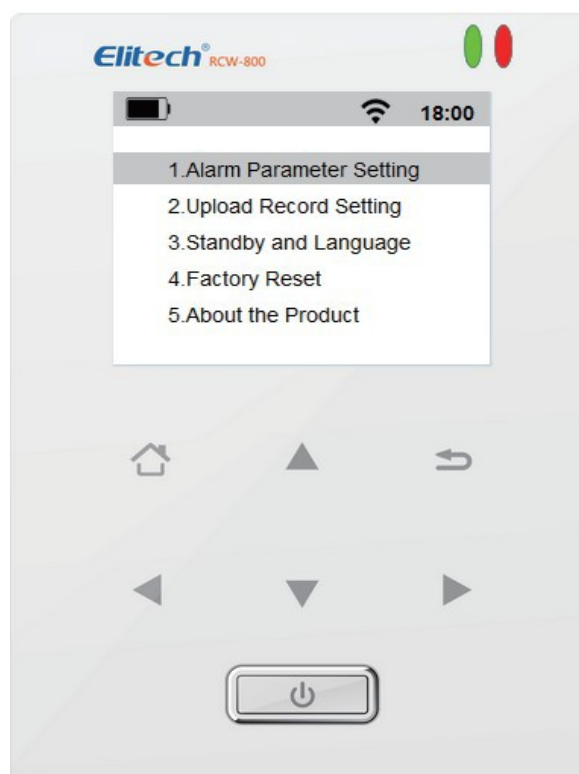 Elitech® RCW-800
18:00
1.Alarm Parameter Setting
2.Upload Record Setting
3.Standby and Language
4.Factory Reset
5.About the Product